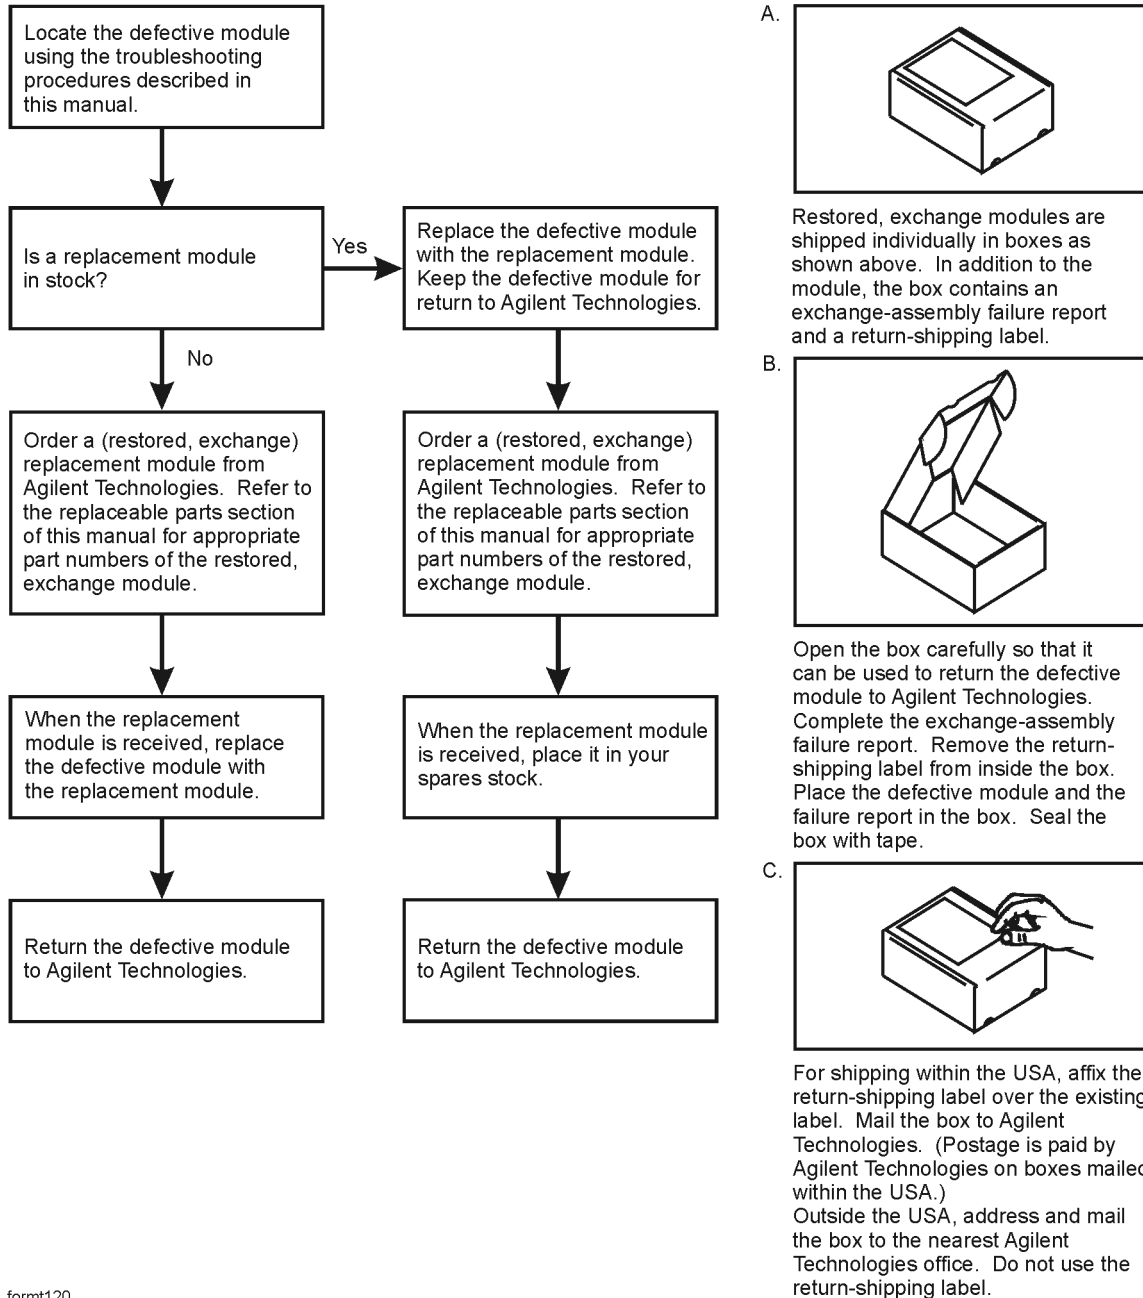 Locate the defective module
using the troubleshooting
procedures described in
this manual.
Is a replacement module
in stock?
Yes
No
Replace the defective module
with the replacement module.
Keep the defective module for
return to Agilent Technologies.
Order a (restored, exchange)
replacement module from
Agilent Technologies.  Refer to
the replaceable parts section
of this manual for appropriate
part numbers of the restored,
exchange module.
Order a (restored, exchange)
replacement module from
Agilent Technologies.  Refer to
the replaceable parts section
of this manual for appropriate
part numbers of the restored,
exchange module.
When the replacement
module is received, replace
the defective module with
the replacement module.
When the replacement module
is received, place it in your
spares stock.
Return the defective module
to Agilent Technologies.
Return the defective module
to Agilent Technologies.
A.
Restored, exchange modules are
shipped individually in boxes as
shown above.  In addition to the
module, the box contains an
exchange-assembly failure report
and a return-shipping label.
B.
Open the box carefully so that it
can be used to return the defective
module to Agilent Technologies.
Complete the exchange-assembly
failure report.  Remove the return-
shipping label from inside the box.
Place the defective module and the
failure report in the box.  Seal the
box with tape.
C.
For shipping within the USA, affix the
return-shipping label over the existing
label.  Mail the box to Agilent
Technologies.  (Postage is paid by
Agilent Technologies on boxes mailed
within the USA.)
Outside the USA, address and mail
the box to the nearest Agilent
Technologies office.  Do not use the
return-shipping label.
formt120